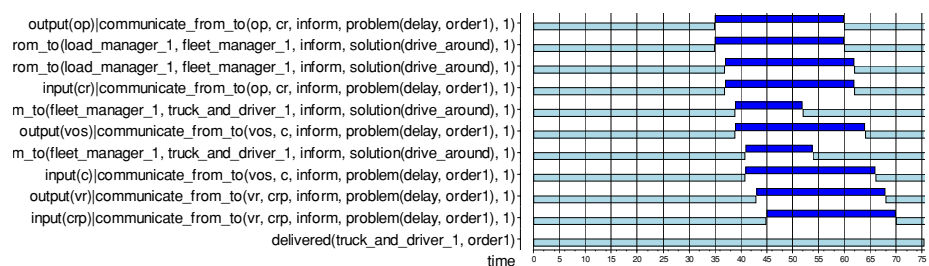 output(op)|communicate_from_to(op, cr, inform, problem(delay, order1), 1)
rom_to(load_manager_1, fleet_manager_1, inform, solution(drive_around), 1)
rom_to(load_manager_1, fleet_manager_1, inform, solution(drive_around), 1)
input(cr)|communicate_from_to(op, cr, inform, problem(delay, order1), 1)
m_to(fleet_manager_1, truck_and_driver_1, inform, solution(drive_around), 1)
output(vos)|communicate_from_to(vos, c, inform, problem(delay, order1), 1)
m_to(fleet_manager_1, truck_and_driver_1, inform, solution(drive_around), 1)
input(c)|communicate_from_to(vos, c, inform, problem(delay, order1), 1)
output(vr)|communicate_from_to(vr, crp, inform, problem(delay, order1), 1)
input(crp)|communicate_from_to(vr, crp, inform, problem(delay, order1), 1)
delivered(truck_and_driver_1, order1)
time 0 5 10 15 20 25 30 35 40 45 50 55 60 65 70 75